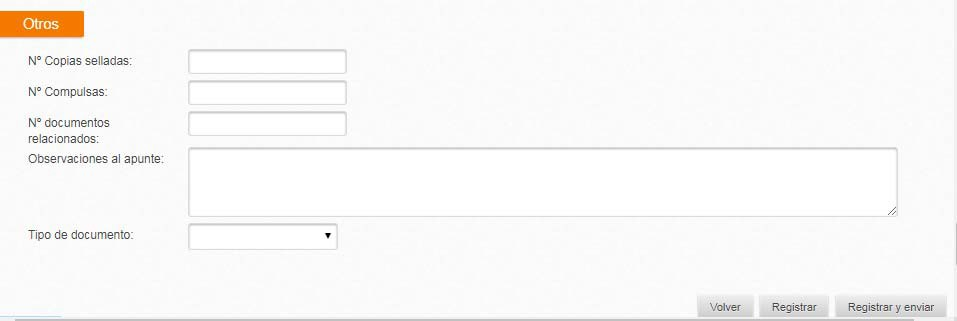 Otros
Nº Copias selladas:
Nº Compulsas:
Nº documentos
relacionados:
Observaciones al apunte:
Tipo de documento:
Volver Registrar Registrar y enviar